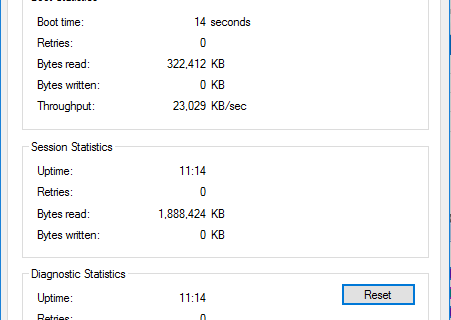 Boot Statistics
Boot time: 14 seconds
Retries: 0
Bytes read: 322,412 KB
Bytes written: 0 KB
Throughput: 23,029 KB/sec
Session Statistics
Uptime: 11:14
Retries: 0
Bytes read: 1,888,424 KB
Bytes written: 0 KB
Diagnostic Statistics
Uptime: 11:14
Reset
Retries: 0